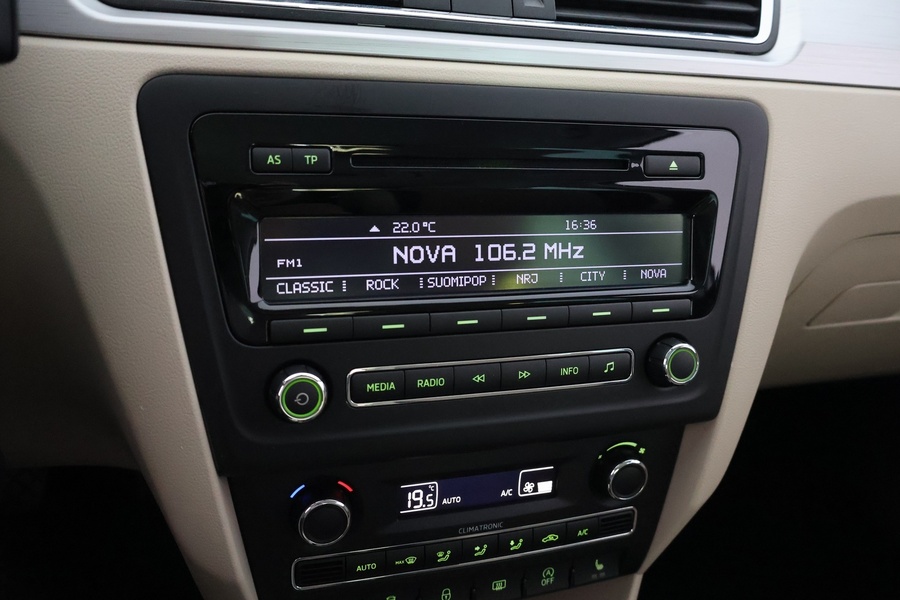 AS TP
22.0°C 16:36
NOVA 106.2 MHz
FM1
CLASSIC ROCK SUOMIPOP NRJ CITY NOVA
MEDIA RADIO INFO
19.5 °C AUTO A/C
CLIMATRONIC
AUTO MAX A/C
OFF